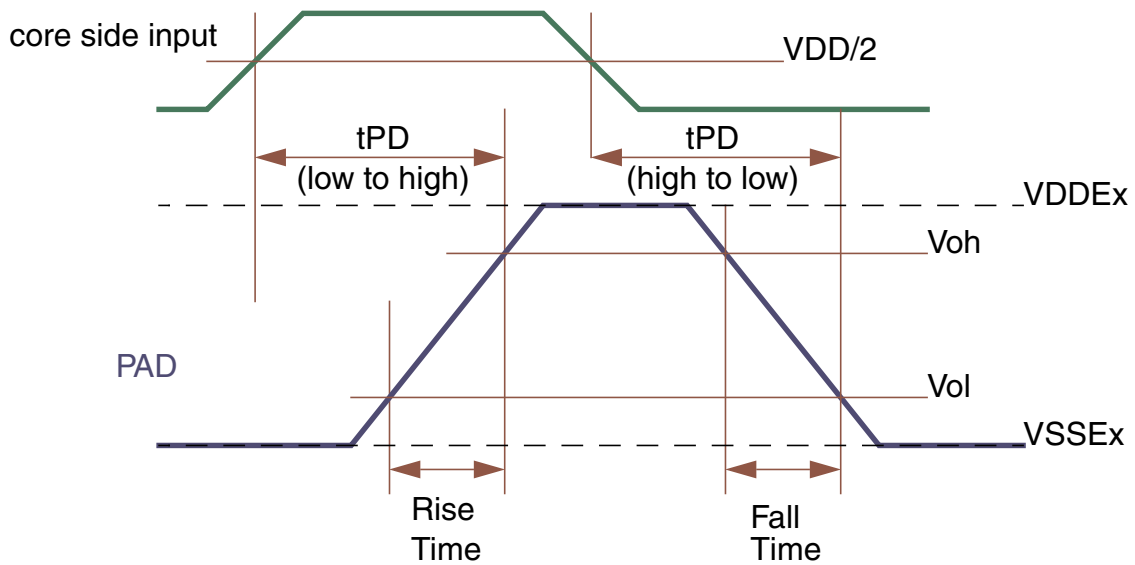 core side input
VDD/2
tPD
(low to high)
tPD
(high to low)
VDDEx
Voh
PAD
Vol
VSSEx
Rise
Time
Fall
Time